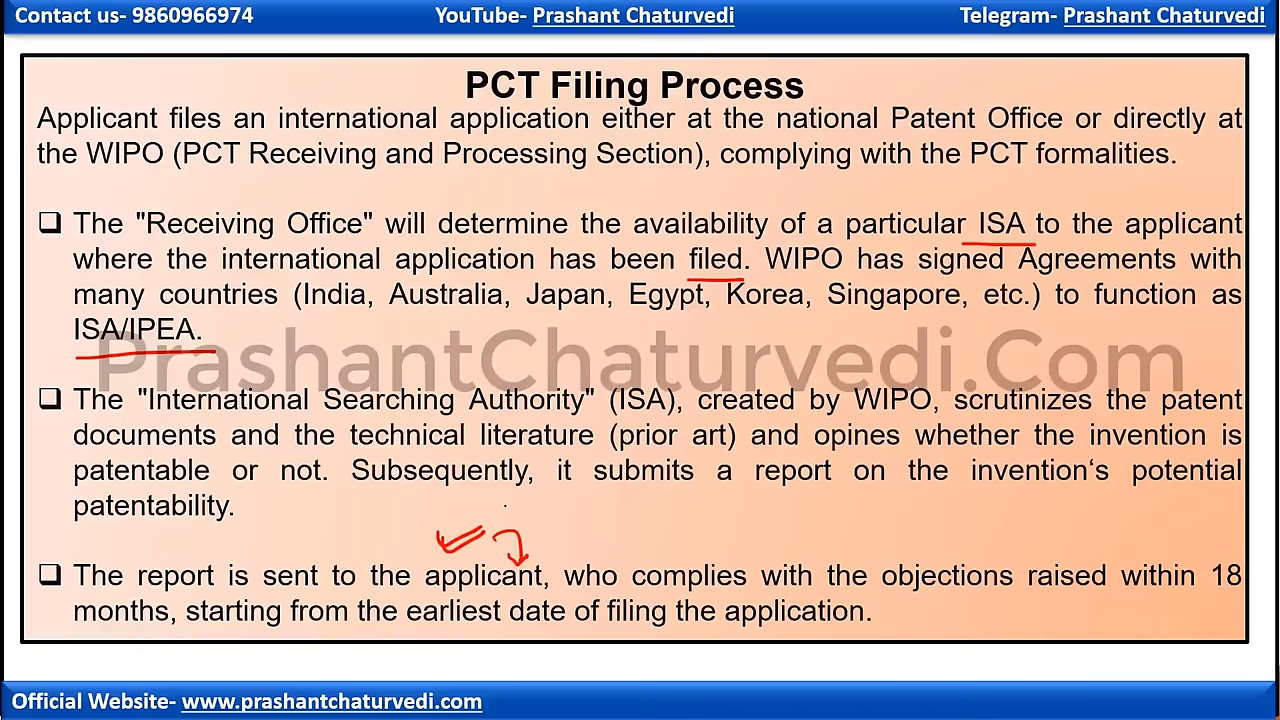 Contact us- 9860966974 YouTube- Prashant Chaturvedi Telegram- Prashant Chaturvedi
PCT Filing Process
Applicant files an international application either at the national Patent Office or directly at
the WIPO (PCT Receiving and Processing Section), complying with the PCT formalities.
❑ The "Receiving Office" will determine the availability of a particular ISA to the applicant
where the international application has been filed. WIPO has signed Agreements with
many countries (India, Australia, Japan, Egypt, Korea, Singapore, etc.) to function as
ISA/IPEA.
PrashantChaturvedi.Com
❑ The "International Searching Authority" (ISA), created by WIPO, scrutinizes the patent
documents and the technical literature (prior art) and opines whether the invention is
patentable or not. Subsequently, it submits a report on the invention‘s potential
patentability.
❑ The report is sent to the applicant, who complies with the objections raised within 18
months, starting from the earliest date of filing the application.
Official Website- www.prashantchaturvedi.com